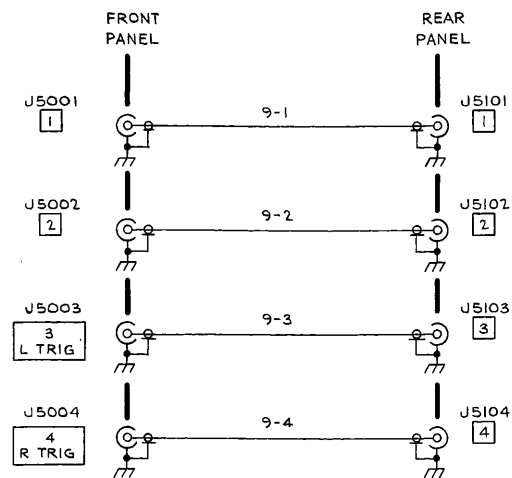 FRONT PANEL
REAR PANEL
J5001
1
9-1
J5101
1
J5002
2
9-2
J5102
2
J5003
3
L TRIG
9-3
J5103
3
J5004
4
R TRIG
9-4
J5104
4